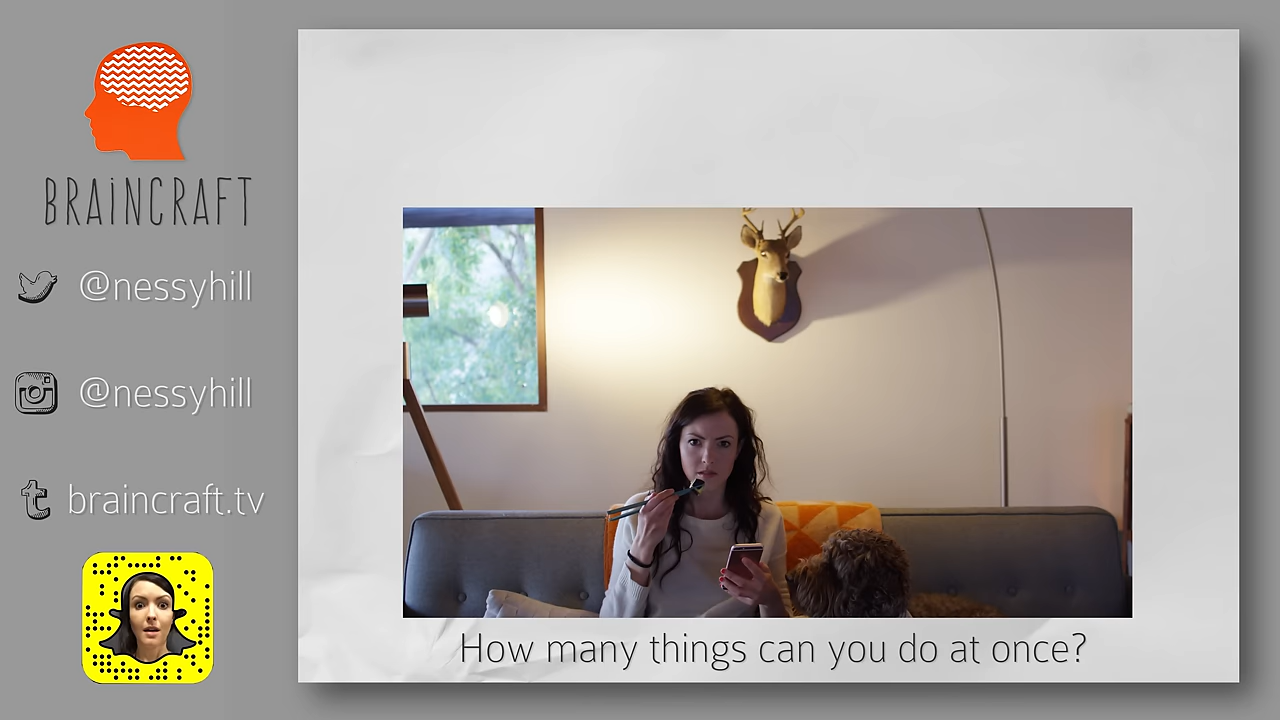 BRAINCRAFT
@nessyhill
@nessyhill
braincraft.tv
How many things can you do at once?